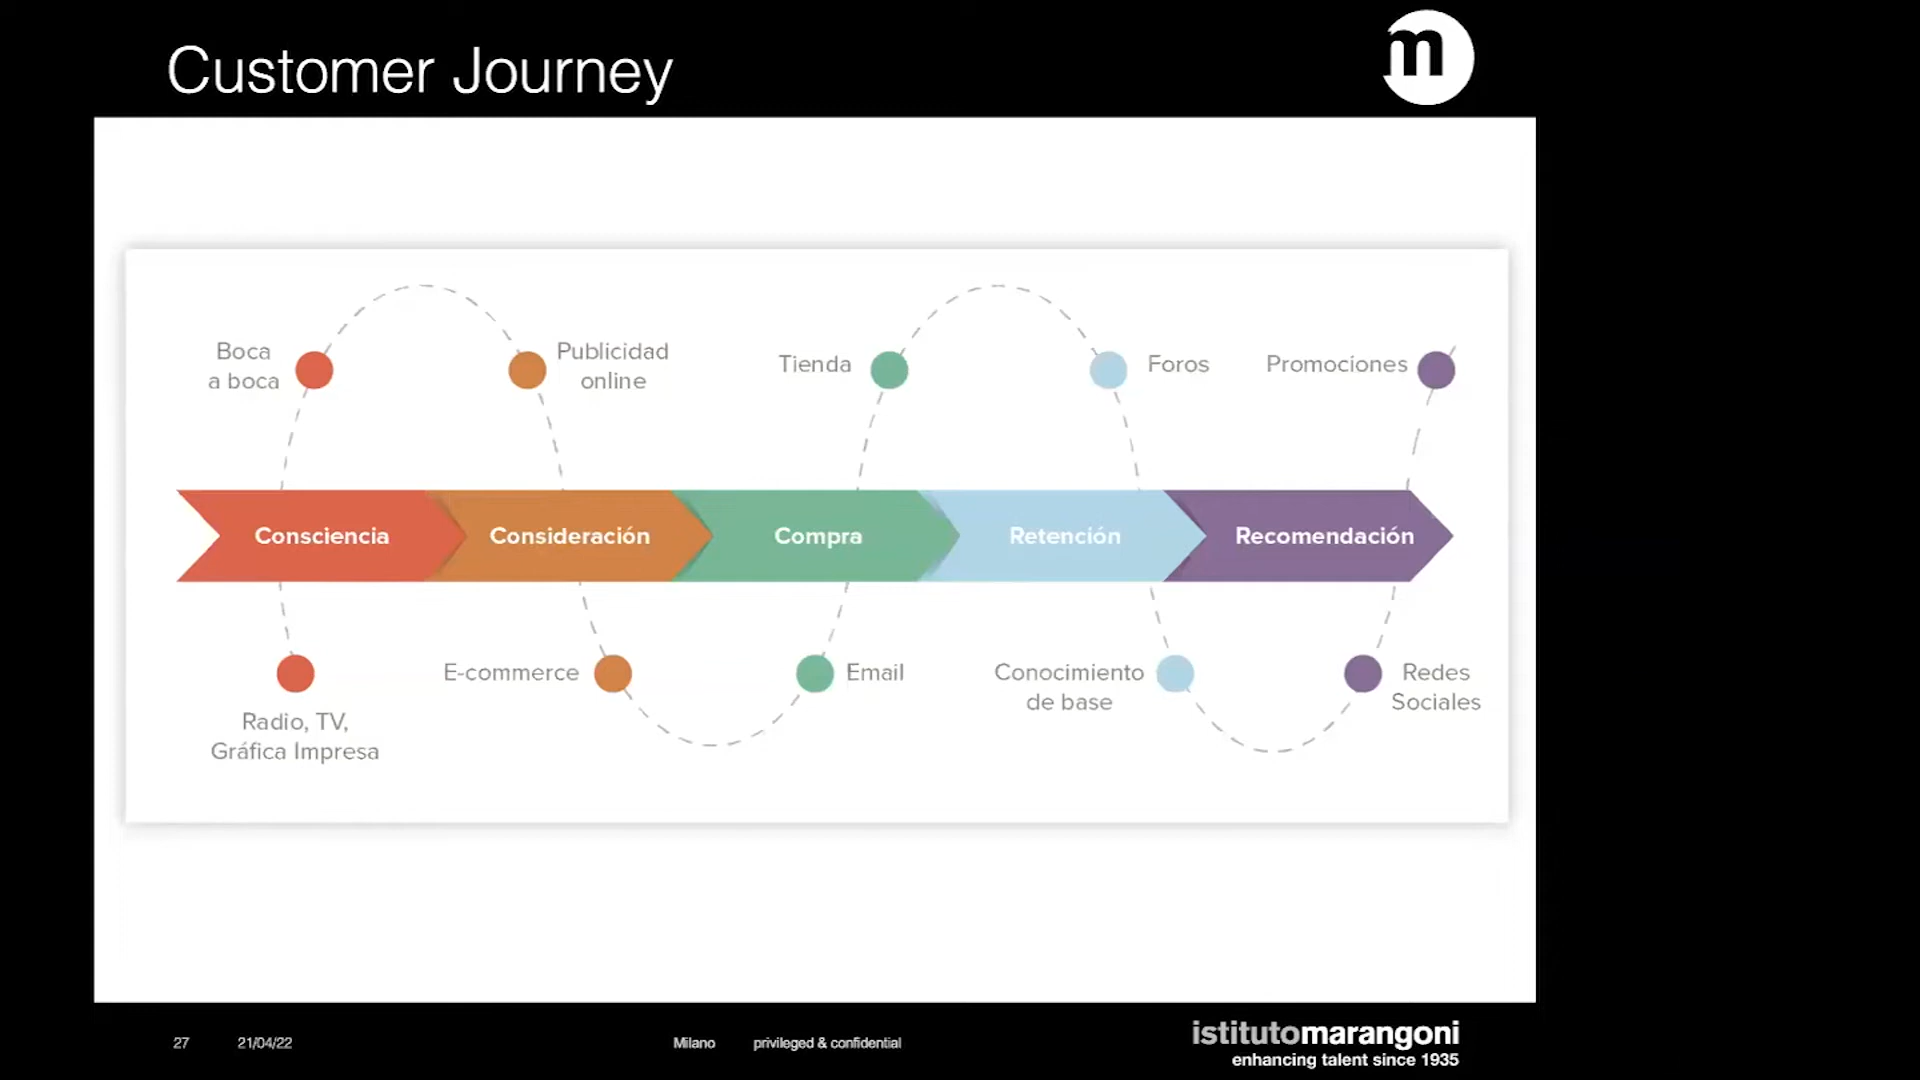 Customer Journey
m
Boca
a boca
Publicidad
online
Tienda
Foros
Promociones
Consciencia
Consideración
Compra
Retención
Recomendación
Radio, TV,
Gráfica Impresa
E-commerce
Email
Conocimiento
de base
Redes
Sociales
27
21/04/22
Milano
privileged & confidential
istitutomarangoni
enhancing talent since 1935